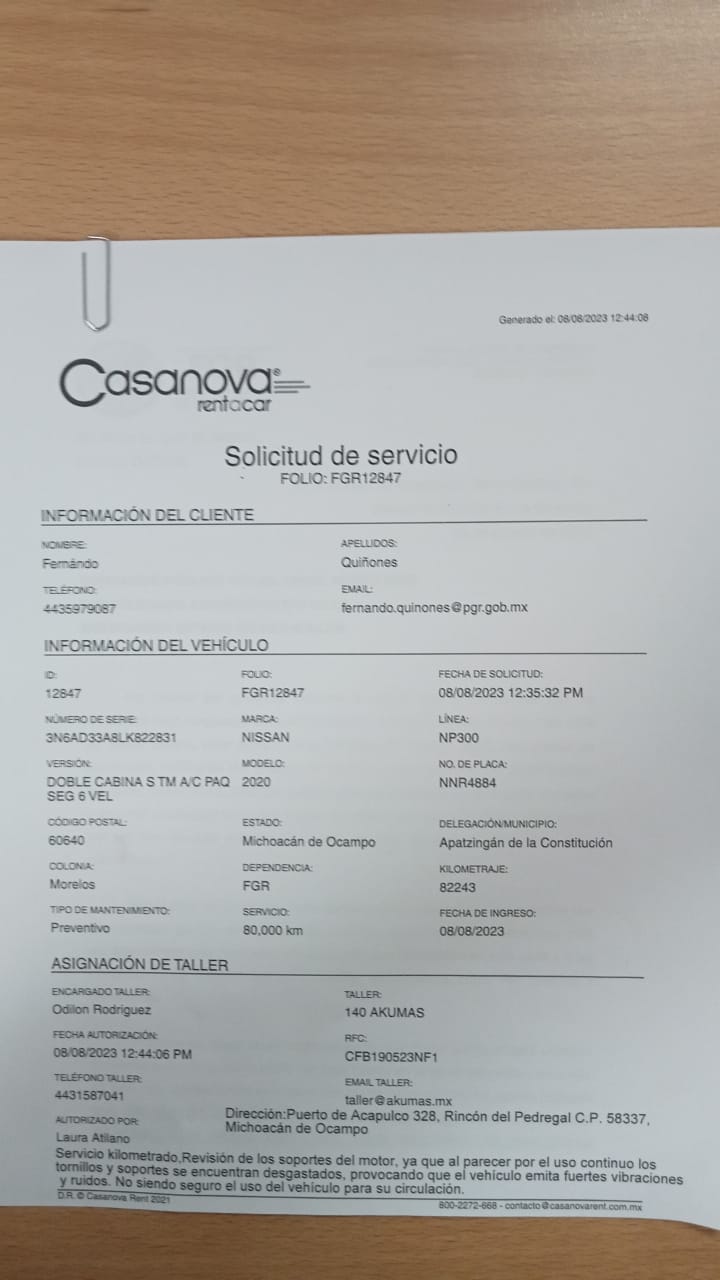 Generado el: 08/08/2023 12:44:08
Casanova®
rentacar
Solicitud de servicio
FOLIO: FGR12847
INFORMACIÓN DEL CLIENTE
NOMBRE: APELLIDOS:
Fernándo Quiñones
TELÉFONO: EMAIL:
4435979087 fernando.quinones@pgr.gob.mx
INFORMACIÓN DEL VEHÍCULO
ID: FOLIO: FECHA DE SOLICITUD:
12847 FGR12847 08/08/2023 12:35:32 PM
NÚMERO DE SERIE: MARCA: LÍNEA:
3N6AD33A8LK822831 NISSAN NP300
VERSIÓN: MODELO: NO. DE PLACA:
DOBLE CABINA S TM A/C PAQ 2020 NNR4884
SEG 6 VEL
CÓDIGO POSTAL: ESTADO: DELEGACIÓN/MUNICIPIO:
60640 Michoacán de Ocampo Apatzingán de la Constitución
COLONIA: DEPENDENCIA: KILOMETRAJE:
Morelos FGR 82243
TIPO DE MANTENIMIENTO: SERVICIO: FECHA DE INGRESO:
Preventivo 80,000 km 08/08/2023
ASIGNACIÓN DE TALLER
ENCARGADO TALLER: TALLER:
Odilon Rodríguez 140 AKUMAS
FECHA AUTORIZACIÓN: RFC:
08/08/2023 12:44:06 PM CFB190523NF1
TELÉFONO TALLER: EMAIL TALLER:
4431587041 taller@akumas.mx
AUTORIZADO POR: Dirección:Puerto de Acapulco 328, Rincón del Pedregal C.P. 58337,
Laura Atilano Michoacán de Ocampo
Servicio kilometrado,Revisión de los soportes del motor, ya que al parecer por el uso continuo los
tornillos y soportes se encuentran desgastados, provocando que el vehículo emita fuertes vibraciones
y ruidos. No siendo seguro el uso del vehículo para su circulación.
D.R. © Casanova Rent 2021 800-2272-668 - contacto@casanovarent.com.mx